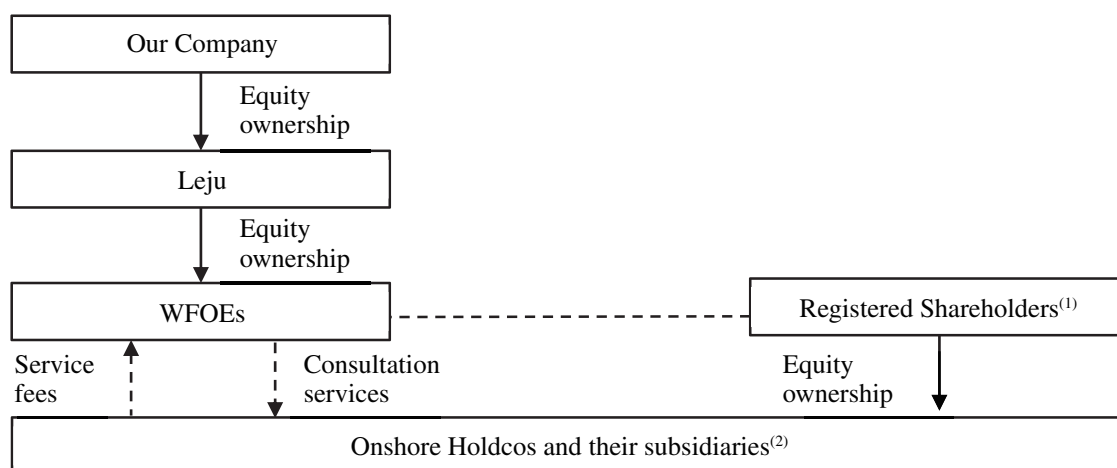 Our Company
Equity
ownership
Leju
Equity
ownership
WFOEs
Registered Shareholders(1)
Service
fees
Consultation
services
Equity
ownership
Onshore Holdcos and their subsidiaries(2)